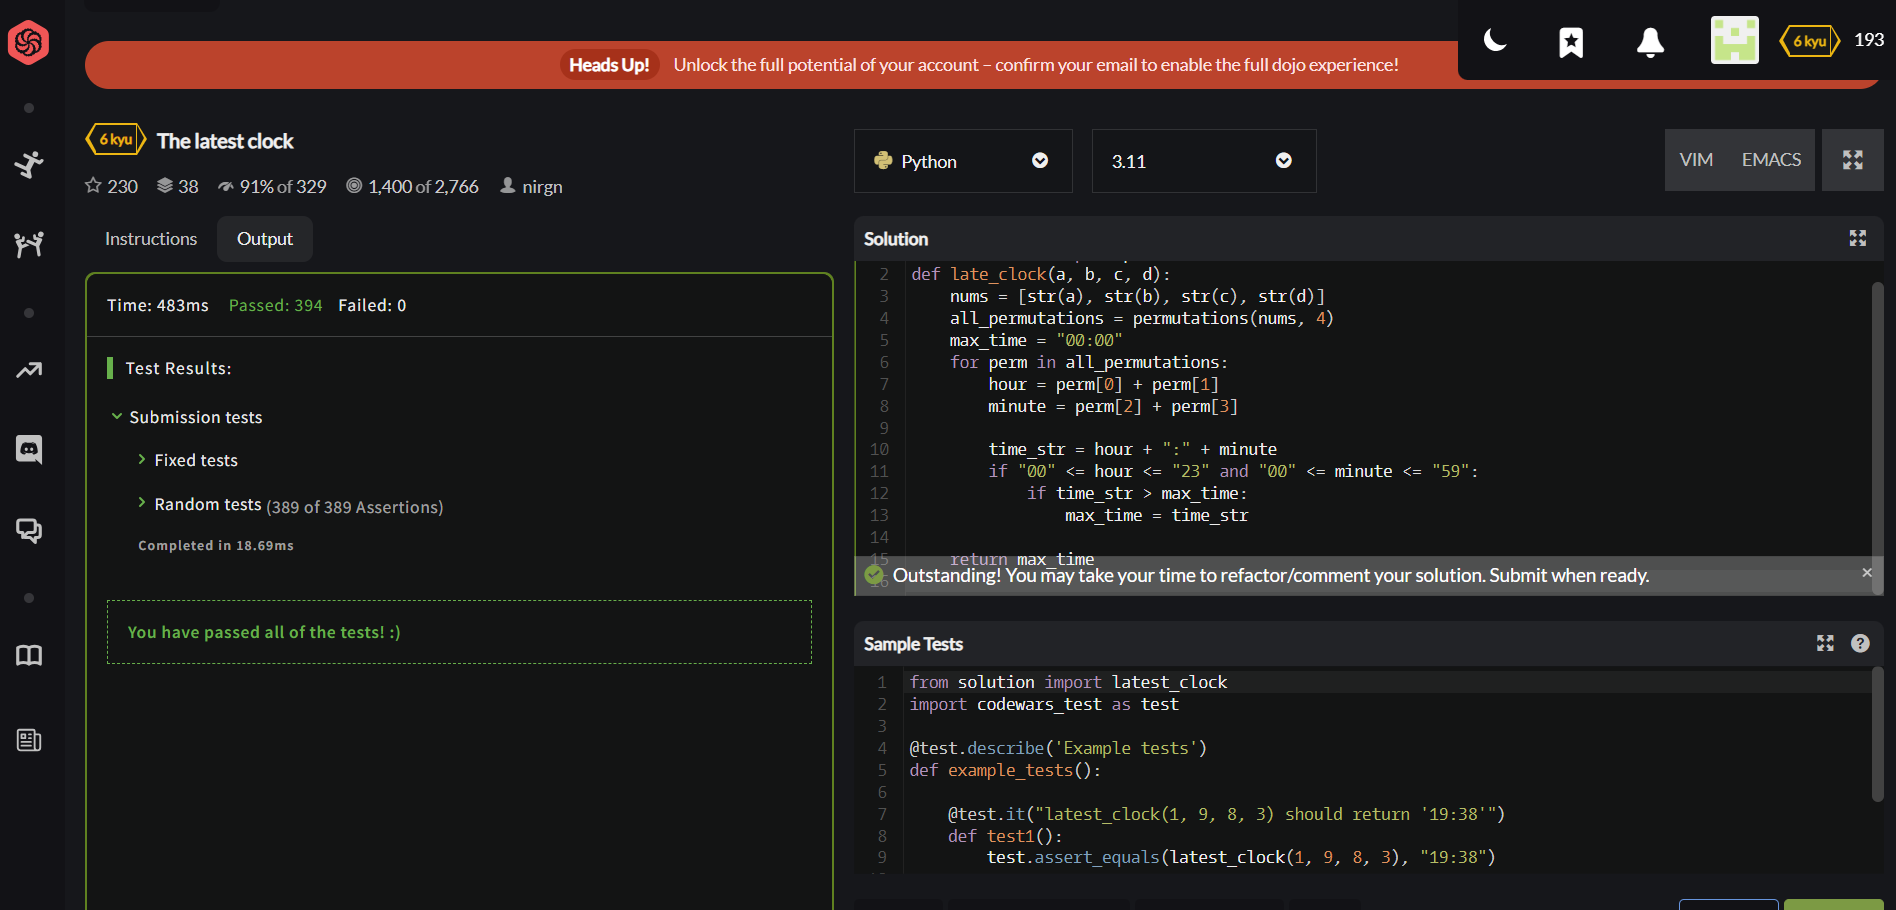 Heads Up! Unlock the full potential of your account – confirm your email to enable the full dojo experience!
6 kyu 193
6 kyu The latest clock
230 38 91% of 329 1,400 of 2,766 nirgn
Instructions Output
Time: 483ms Passed: 394 Failed: 0
Test Results:
Submission tests
Fixed tests
Random tests (389 of 389 Assertions)
Completed in 18.69ms
You have passed all of the tests! :)
Python 3.11 VIM EMACS
Solution
2 def late_clock(a, b, c, d):
3 nums = [str(a), str(b), str(c), str(d)]
4 all_permutations = permutations(nums, 4)
5 max_time = "00:00"
6 for perm in all_permutations:
7 hour = perm[0] + perm[1]
8 minute = perm[2] + perm[3]
9
10 time_str = hour + ":" + minute
11 if "00" <= hour <= "23" and "00" <= minute <= "59":
12 if time_str > max_time:
13 max_time = time_str
14
15 return max_time
16
Outstanding! You may take your time to refactor/comment your solution. Submit when ready.
Sample Tests
1 from solution import latest_clock
2 import codewars_test as test
3
4 @test.describe('Example tests')
5 def example_tests():
6
7 @test.it("latest_clock(1, 9, 8, 3) should return '19:38'")
8 def test1():
9 test.assert_equals(latest_clock(1, 9, 8, 3), "19:38")